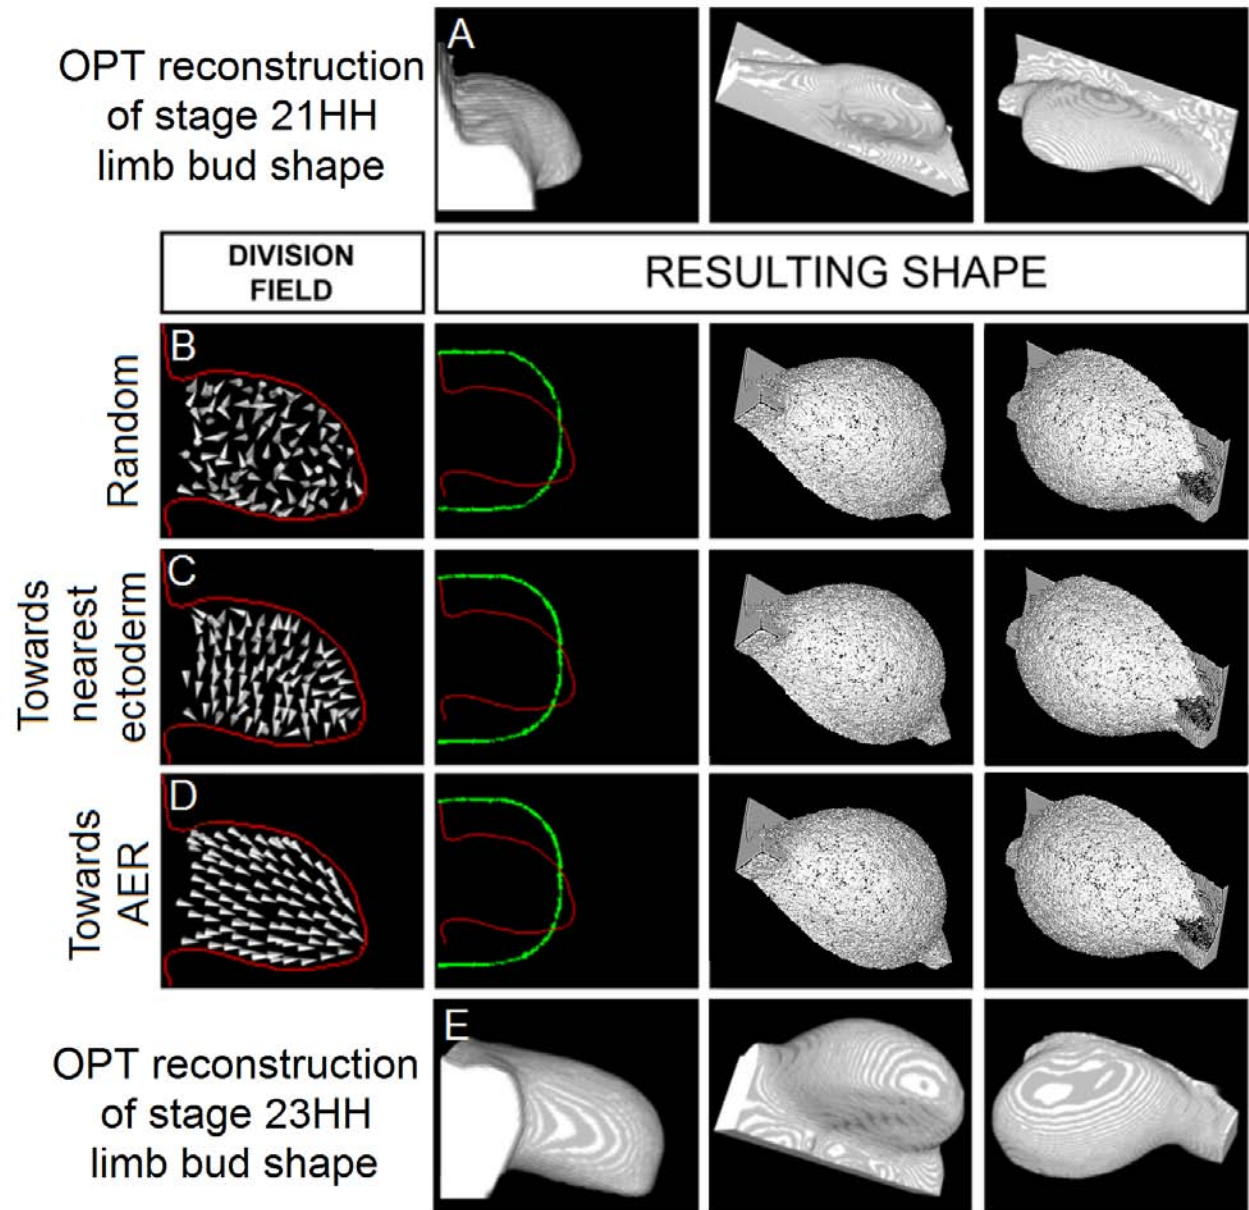 OPT reconstruction
of stage 21HH
limb bud shape
A
DIVISION
FIELD
RESULTING SHAPE
Random
B
Towards
nearest
ectoderm
C
Towards
AER
D
OPT reconstruction
of stage 23HH
limb bud shape
E